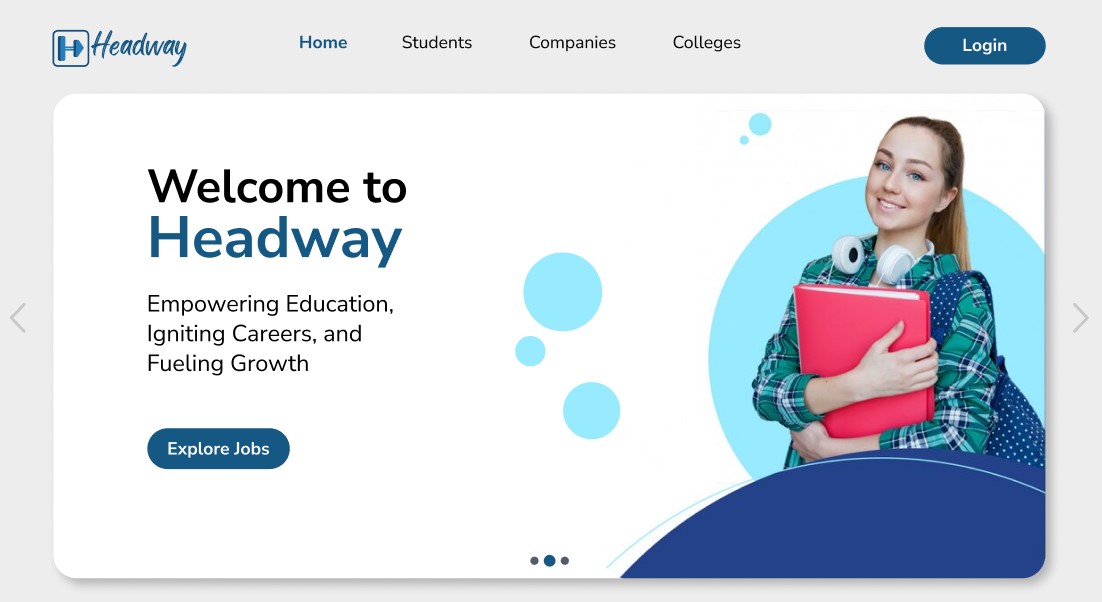 Headway
Home
Students
Companies
Colleges
Login
Welcome to
Headway
Empowering Education,
Igniting Careers, and
Fueling Growth
Explore Jobs